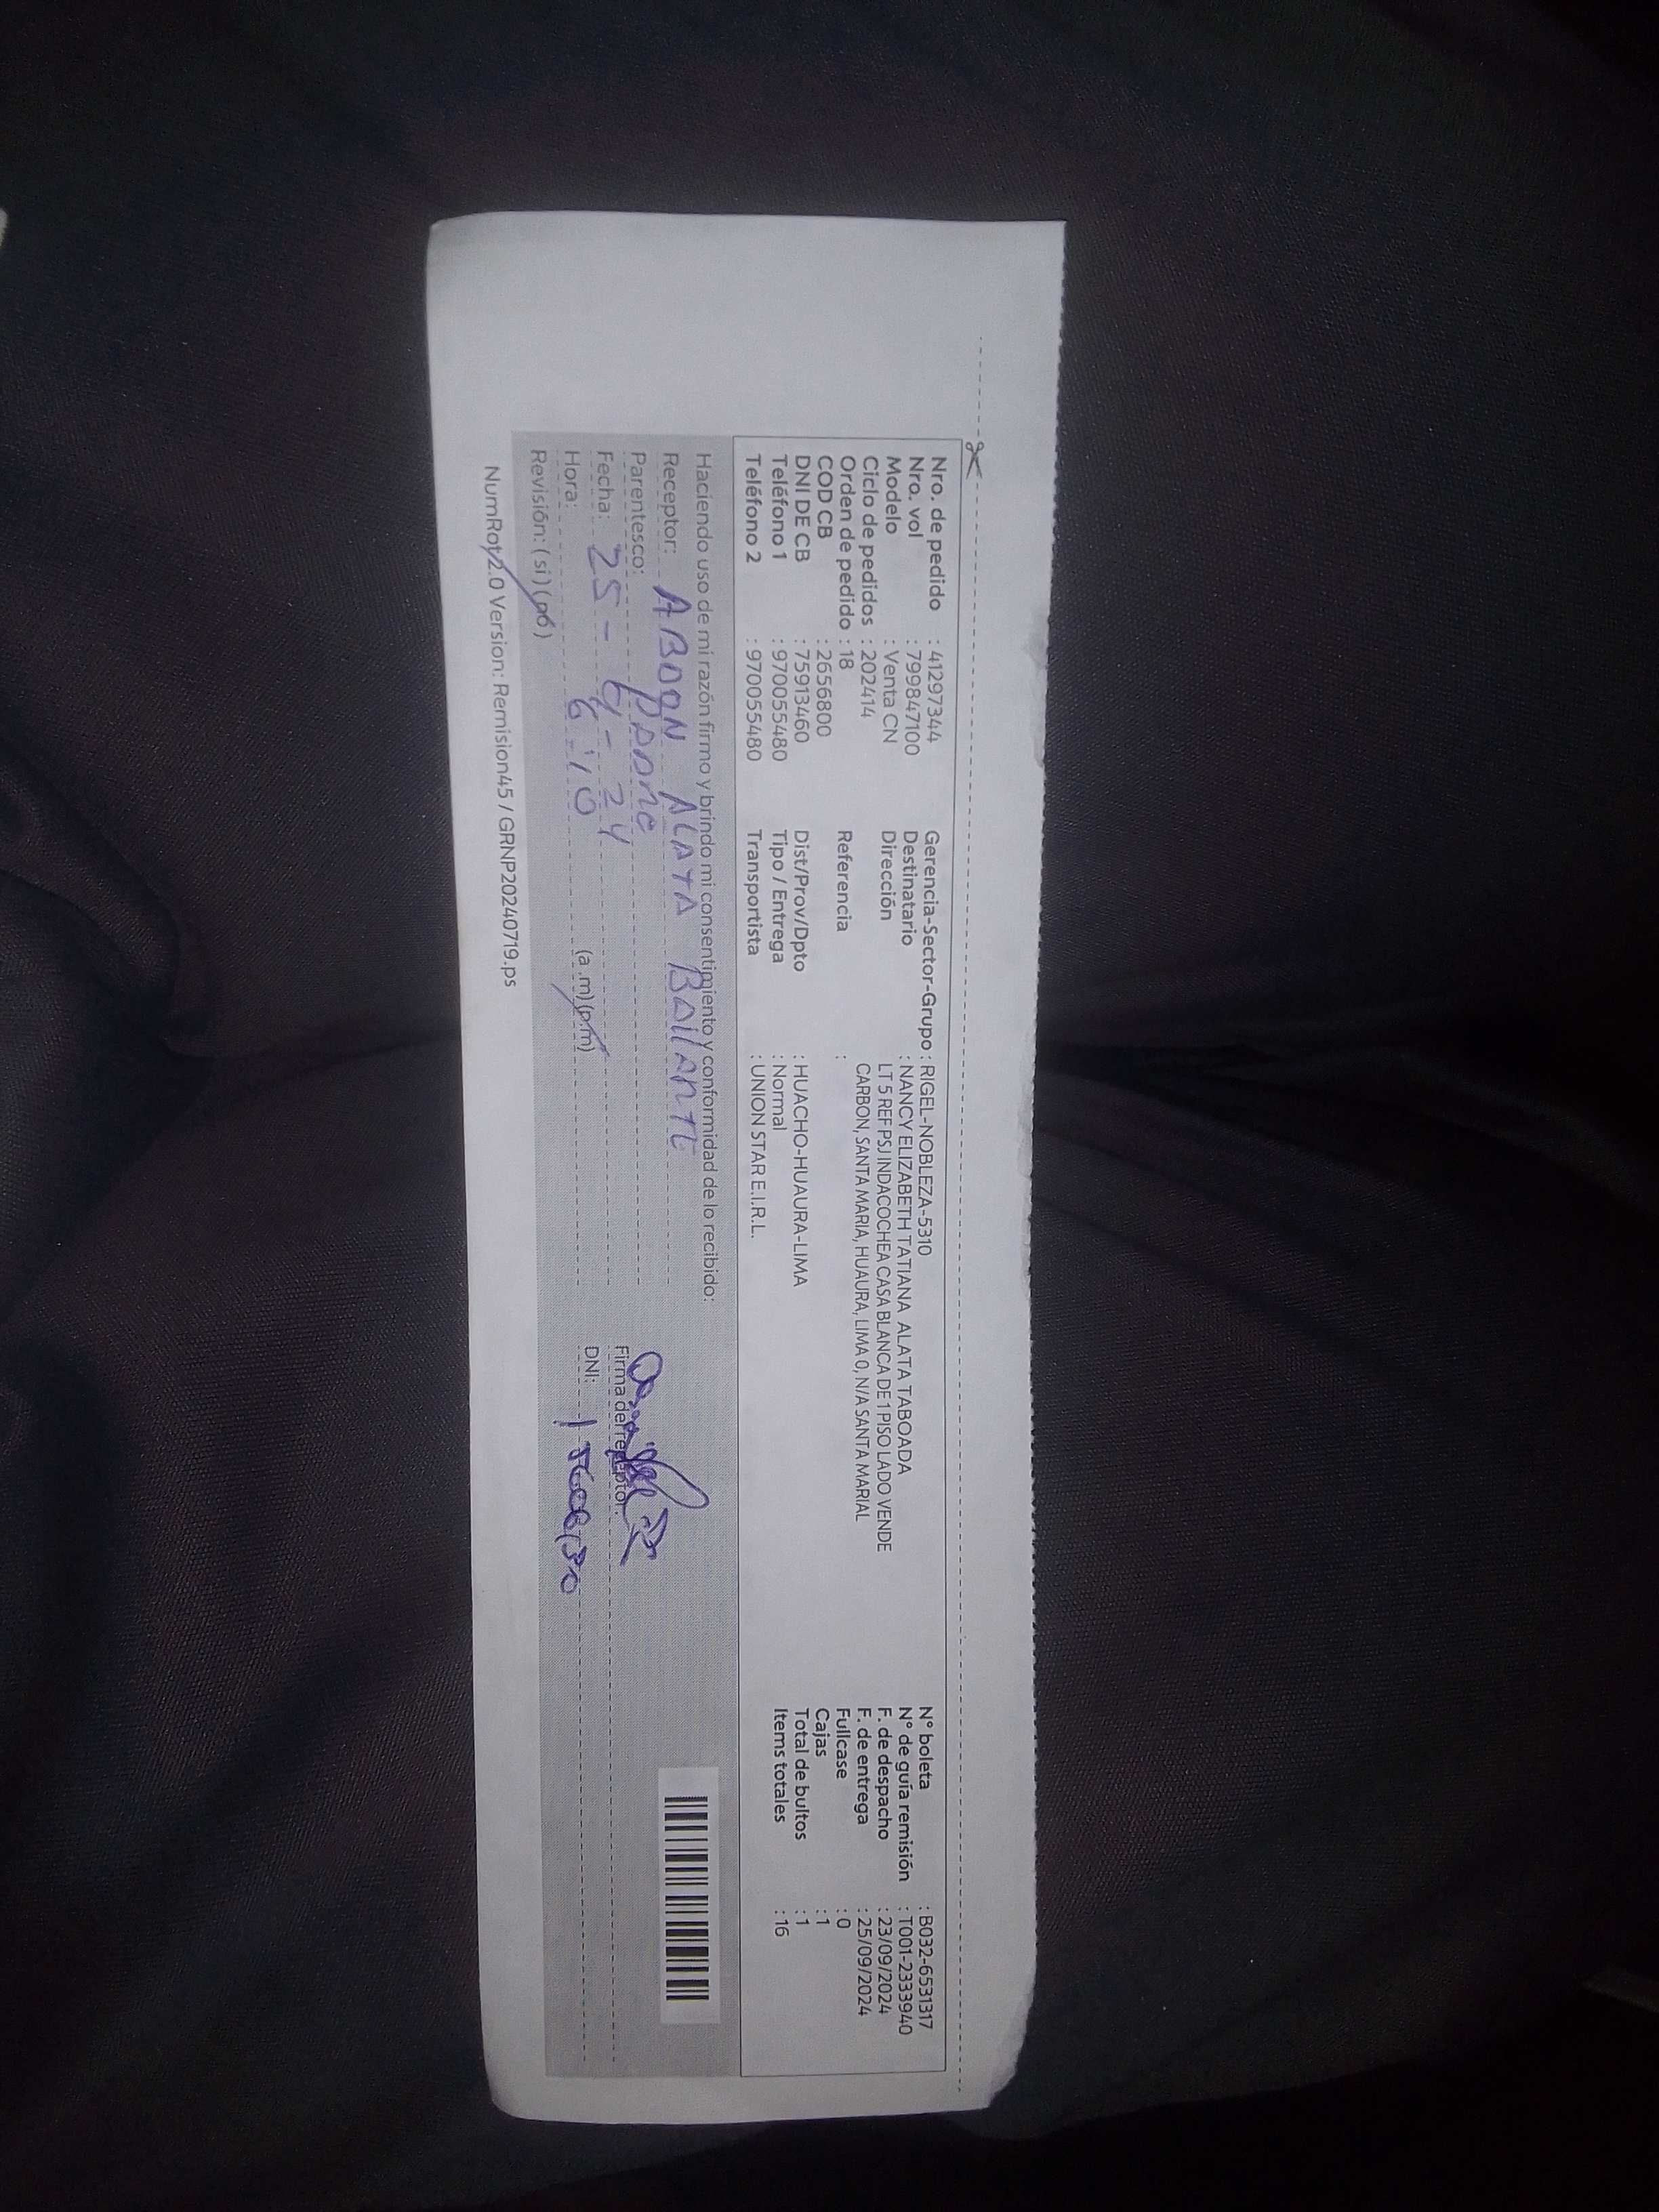 Nro. de pedido : 41297344
Nro. vol : 799847100
Modelo : Venta CN
Ciclo de pedidos : 202414
Orden de pedido : 18
COD CB : 2656800
DNI DE CB : 75913460
Teléfono 1 : 970055480
Teléfono 2 : 970055480
Gerencia-Sector-Grupo : RIGEL-NOBLEZA-5310
Destinatario : NANCY ELIZABETH TATIANA ALATA TABOADA
Dirección LT 5 REF PSJ INDACOCHEA CASA BLANCA DE 1 PISO LADO VENDE
CARBON, SANTA MARIA, HUAURA, LIMA 0, N/A SANTA MARIAL
Referencia :
Dist/Prov/Dpto : HUACHO-HUAURA-LIMA
Tipo / Entrega : Normal
Transportista : UNION STAR E.I.R.L.
N° boleta : B032-6531317
N° de guía remisión : T001-2333940
F. de despacho : 23/09/2024
F. de entrega : 25/09/2024
Fullcase : 0
Cajas : 1
Total de bultos : 1
Items totales : 16
Haciendo uso de mi razón firmo y brindo mi consentimiento y conformidad de lo recibido:
Receptor: ABDON ALATA
Parentesco: PADRE
Fecha: 25-9-24
Hora: 6:10 (a.m)(p.m)
Revisión: (si) (no)
Firma del receptor:
DNI:
NumRot2.0 Version: Remision45 / GRNP20240719.ps